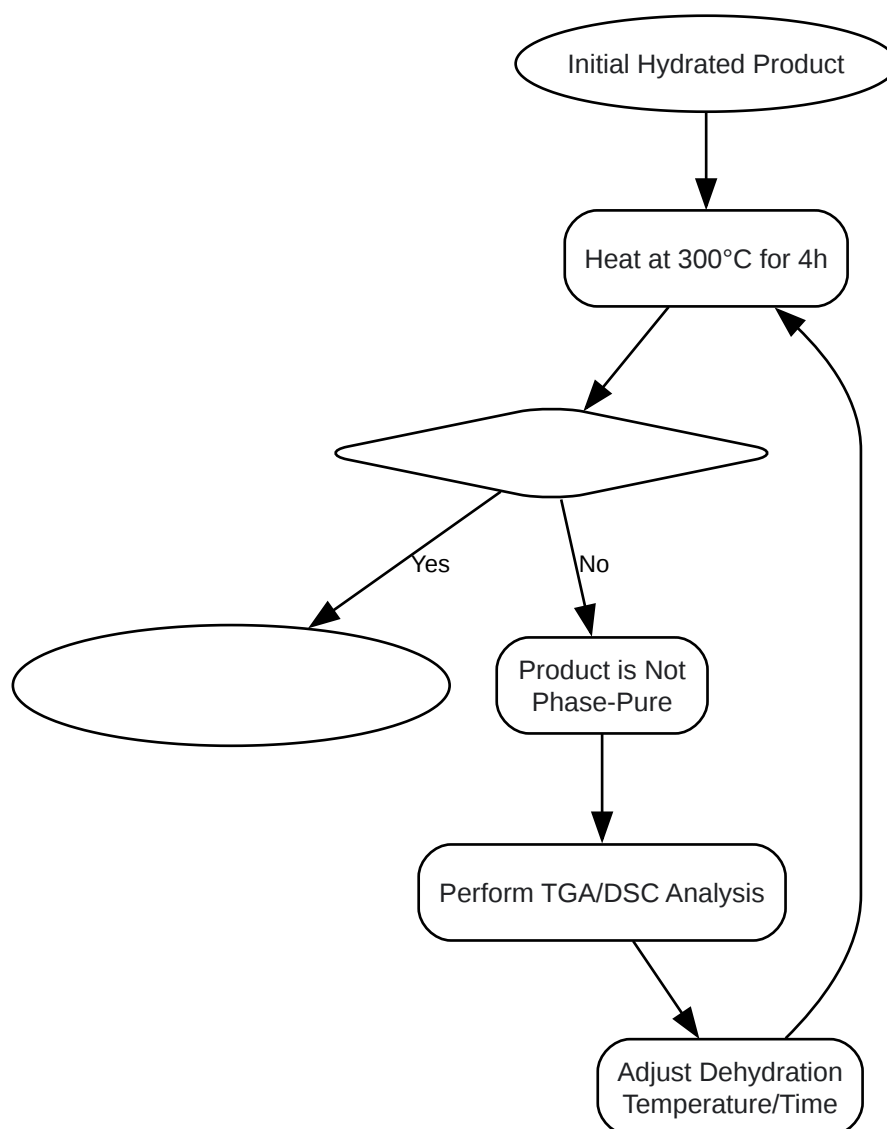 Initial Hydrated Product
Heat at 300°C for 4h
Yes
No
Product is Not
Phase-Pure
Perform TGA/DSC Analysis
Adjust Dehydration
Temperature/Time